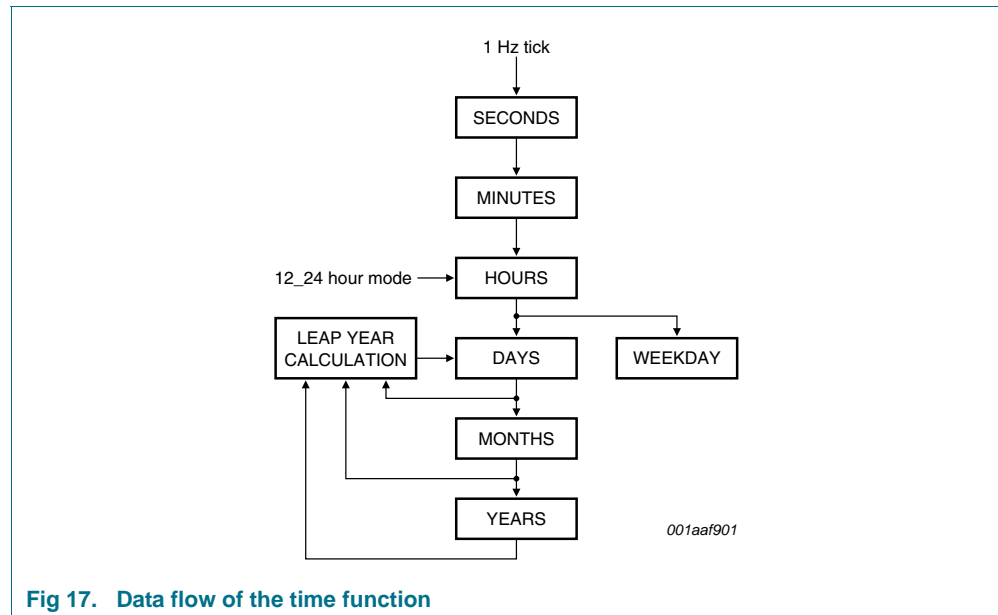 1 Hz tick
SECONDS
MINUTES
12_24 hour mode
HOURS
LEAP YEAR
CALCULATION
DAYS
WEEKDAY
MONTHS
YEARS
001aaf901
Fig 17. Data flow of the time function